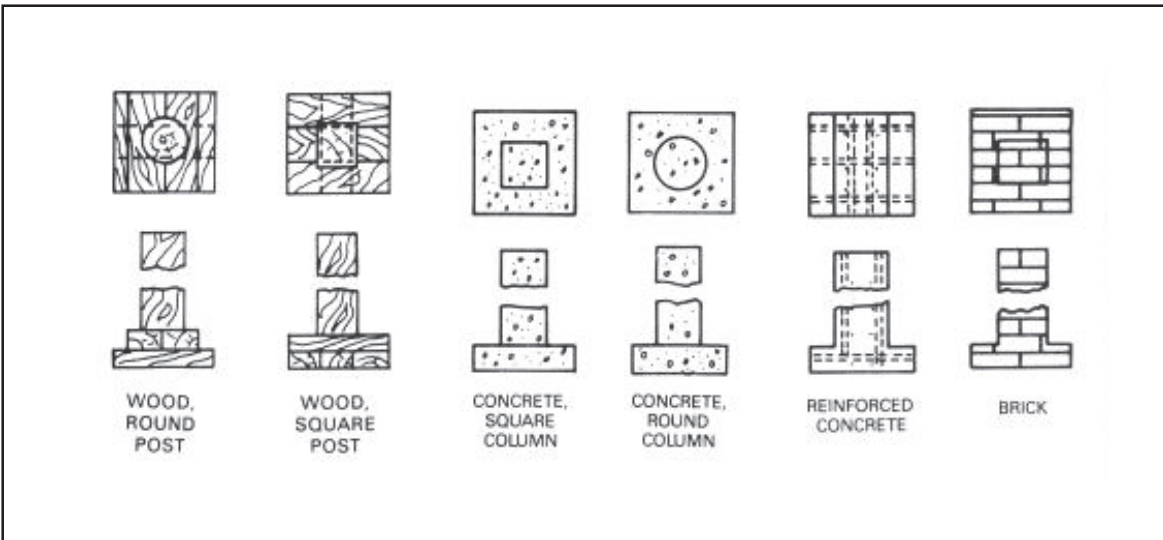 WOOD,
ROUND
POST
WOOD,
SQUARE
POST
CONCRETE,
SQUARE
COLUMN
CONCRETE,
ROUND
COLUMN
REINFORCED
CONCRETE
BRICK